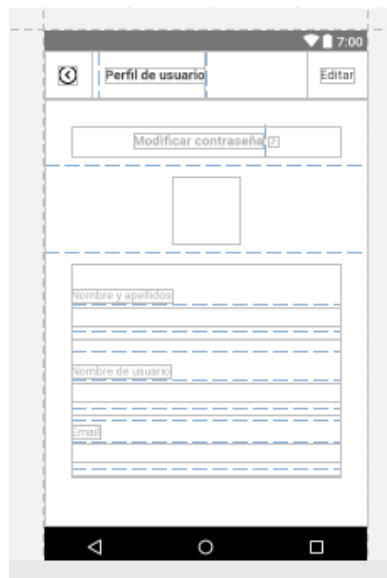 7:00
Perfil de usuario Editar
Modificar contraseña
Nombre y apellidos
Nombre de usuario
Email